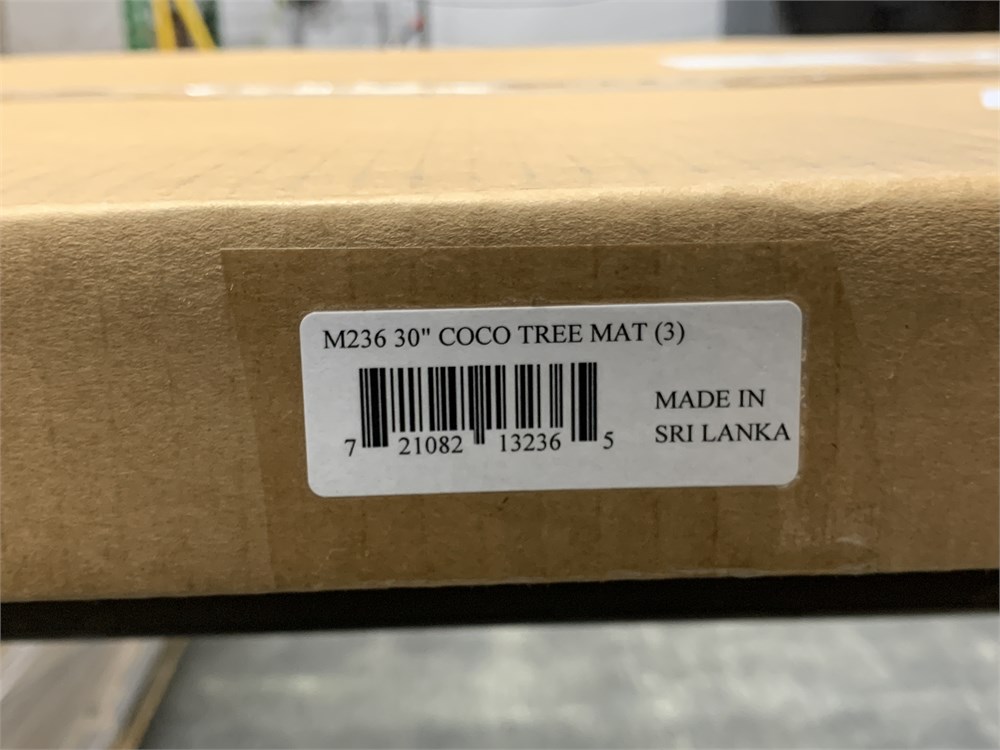 M236 30" COCO TREE MAT (3)
7 21082 13236 5
MADE IN
SRI LANKA